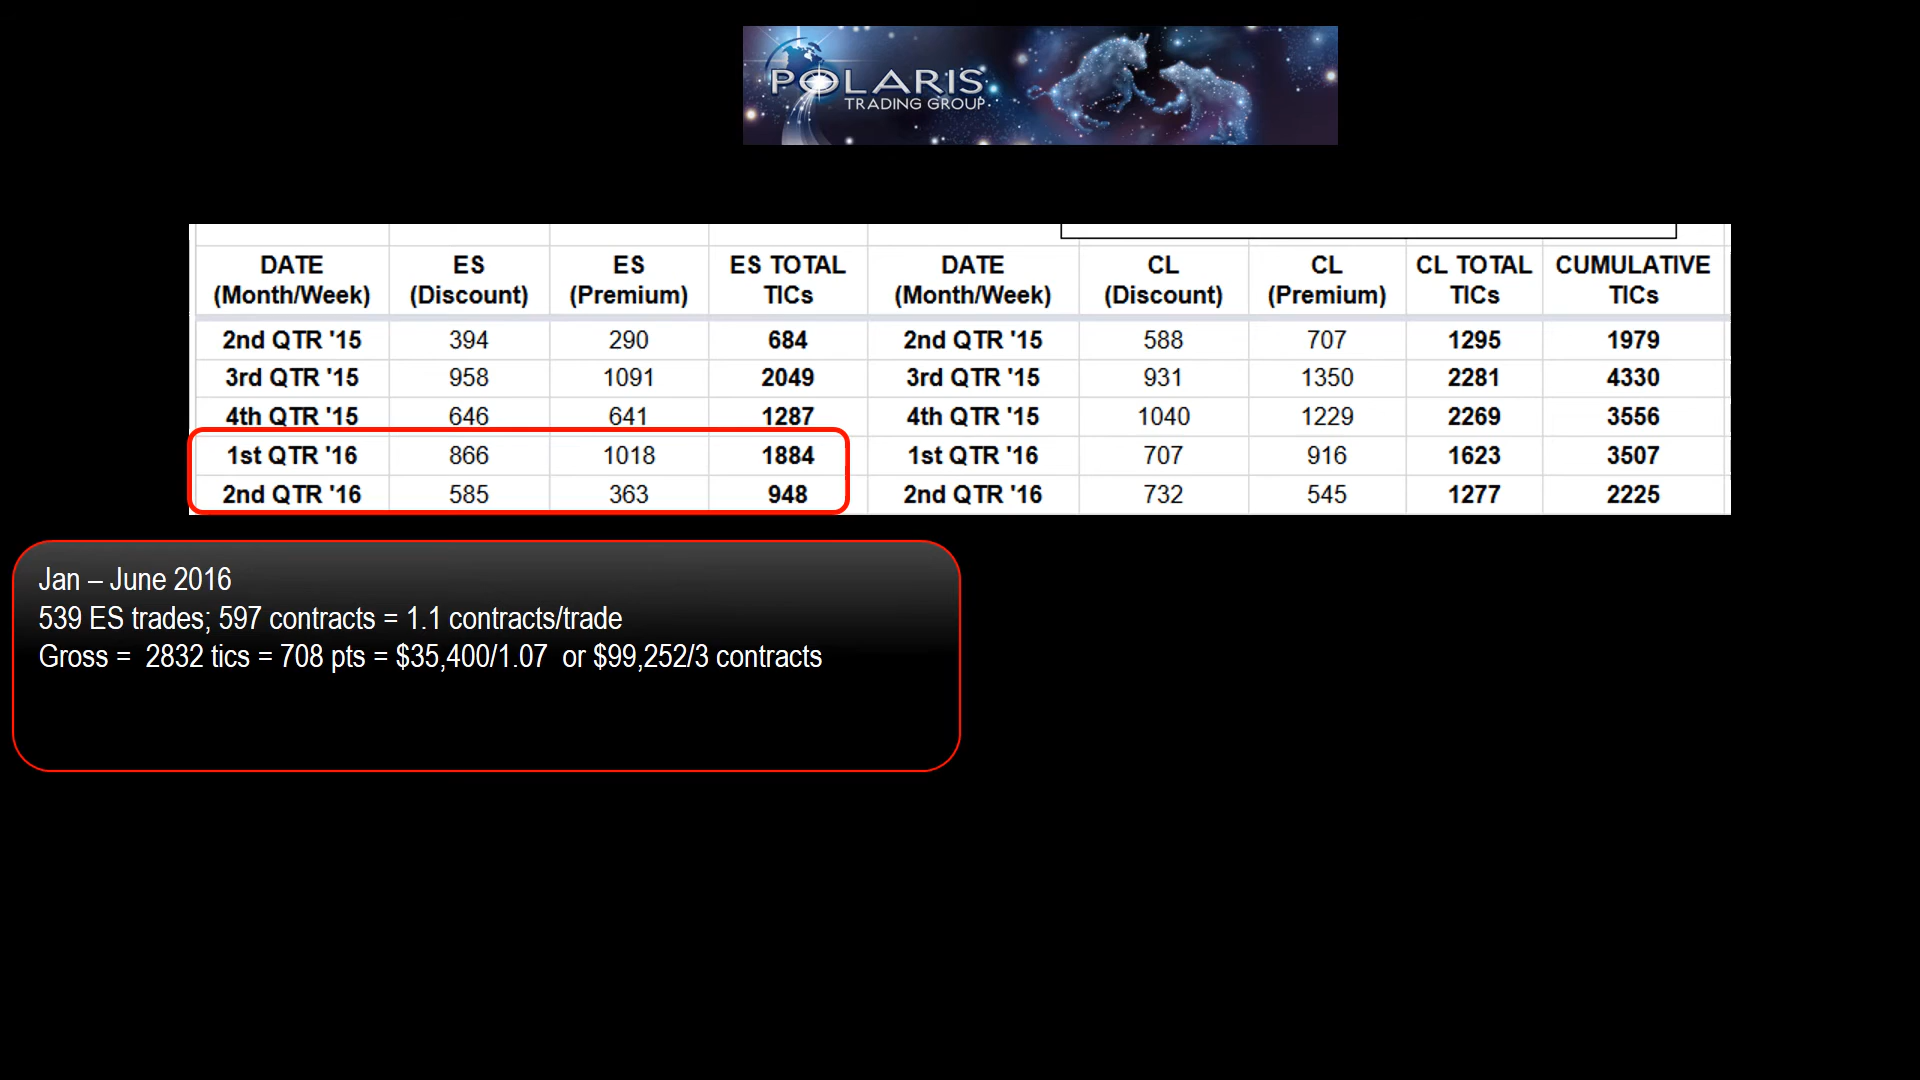 POLARIS
TRADING GROUP
DATE ES ES ES TOTAL DATE CL CL CL TOTAL CUMULATIVE
(Month/Week) (Discount) (Premium) TICs (Month/Week) (Discount) (Premium) TICs TICs
2nd QTR '15 394 290 684 2nd QTR '15 588 707 1295 1979
3rd QTR '15 958 1091 2049 3rd QTR '15 931 1350 2281 4330
4th QTR '15 646 641 1287 4th QTR '15 1040 1229 2269 3556
1st QTR '16 866 1018 1884 1st QTR '16 707 916 1623 3507
2nd QTR '16 585 363 948 2nd QTR '16 732 545 1277 2225
Jan – June 2016
539 ES trades; 597 contracts = 1.1 contracts/trade
Gross = 2832 tics = 708 pts = $35,400/1.07 or $99,252/3 contracts